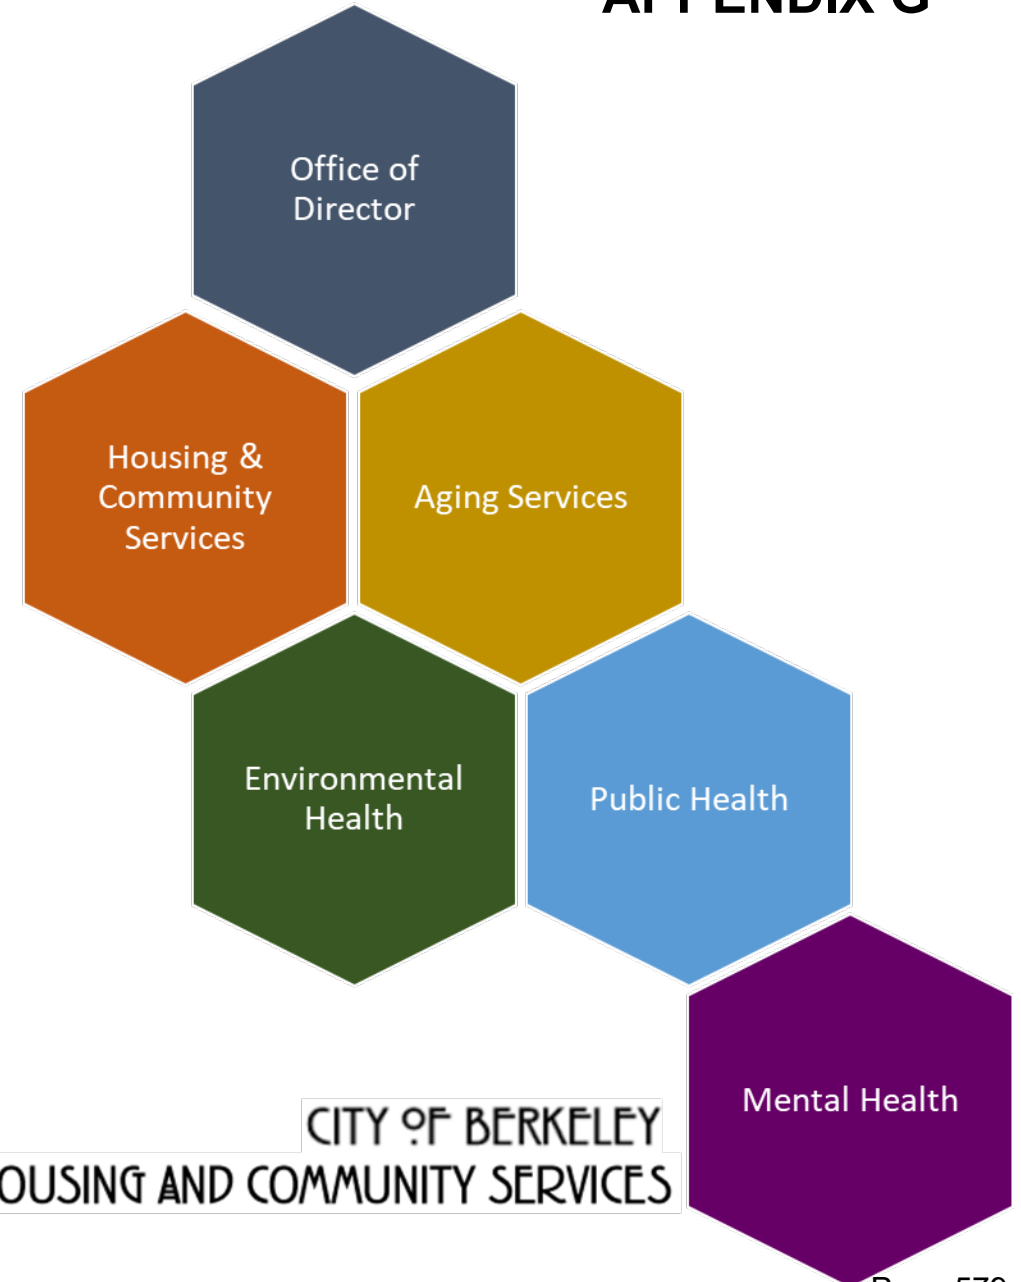 APPENDIX G
Office of
Director
Housing &
Community
Services
Aging Services
Environmental
Health
Public Health
Mental Health
CITY OF BERKELEY
OUSING AND COMMUNITY SERVICES